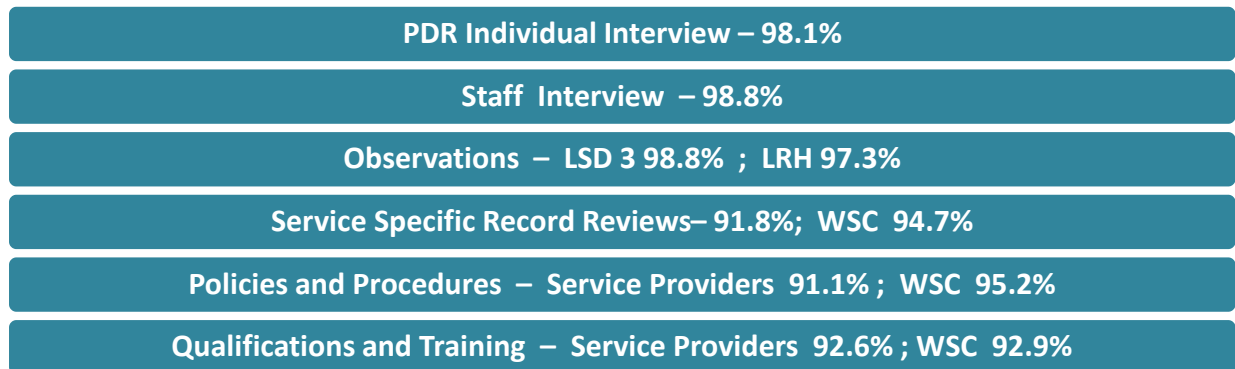 PDR Individual Interview – 98.1%
Staff Interview – 98.8%
Observations – LSD 3 98.8% ; LRH 97.3%
Service Specific Record Reviews– 91.8%; WSC 94.7%
Policies and Procedures – Service Providers 91.1% ; WSC 95.2%
Qualifications and Training – Service Providers 92.6% ; WSC 92.9%